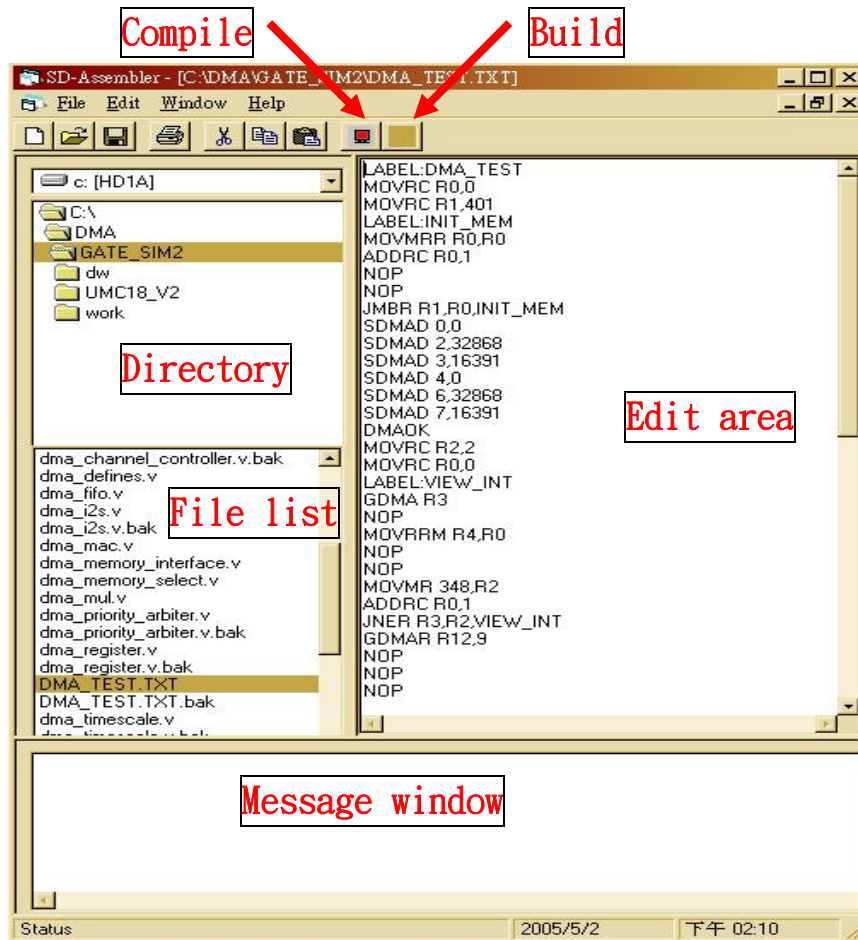 Compile
Build
SD-Assembler - [C:\DMA\GATE_SIM2\DMA_TEST.TXT]
File Edit Window Help
c: [HD1A]
C:\
DMA
GATE_SIM2
dw
UMC18_V2
work
Directory
dma_channel_controller.v.bak
dma_defines.v
dma_fifo.v
dma_i2s.v
dma_i2s.v.bak
dma_mac.v
dma_memory_interface.v
dma_memory_select.v
dma_mul.v
dma_priority_arbiter.v
dma_priority_arbiter.v.bak
dma_register.v
dma_register.v.bak
DMA_TEST.TXT
DMA_TEST.TXT.bak
dma_timescale.v
File list
LABEL:DMA_TEST
MOVRC R0,0
MOVRC R1,401
LABEL:INIT_MEM
MOVMRR R0,R0
ADDRC R0,1
NOP
NOP
JMBR R1,R0,INIT_MEM
SDMAD 0,0
SDMAD 2,32868
SDMAD 3,16391
SDMAD 4,0
SDMAD 6,32868
SDMAD 7,16391
DMAOK
MOVRC R2,2
MOVRC R0,0
LABEL:VIEW_INT
GDMA R3
NOP
MOVRRM R4,R0
NOP
NOP
MOVMR 348,R2
ADDRC R0,1
JNER R3,R2,VIEW_INT
GDMAR R12,9
NOP
NOP
NOP
Edit area
Message window
Status
2005/5/2
下午 02:10